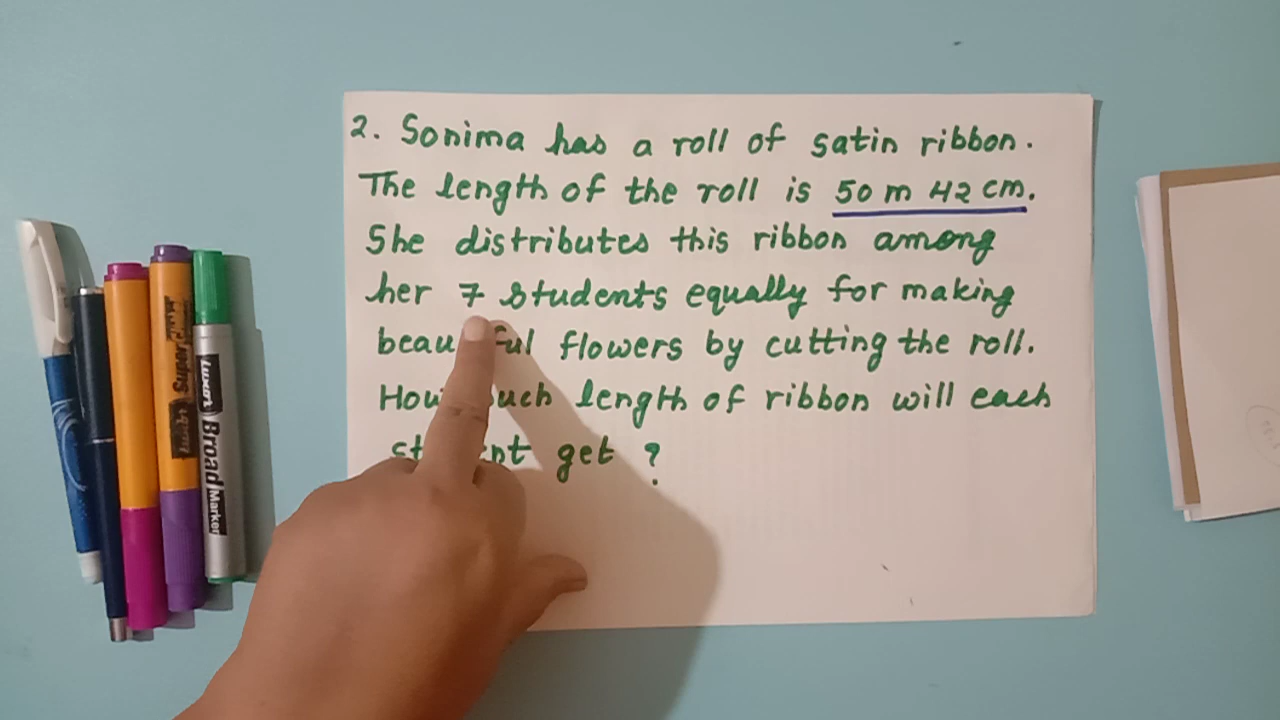 2. Sonima has a roll of satin ribbon.
The length of the roll is 50 m 42 cm.
She distributes this ribbon among
her 7 students equally for making
flowers by cutting the roll.
length of ribbon will each
get ?
Luxor Broad Marker